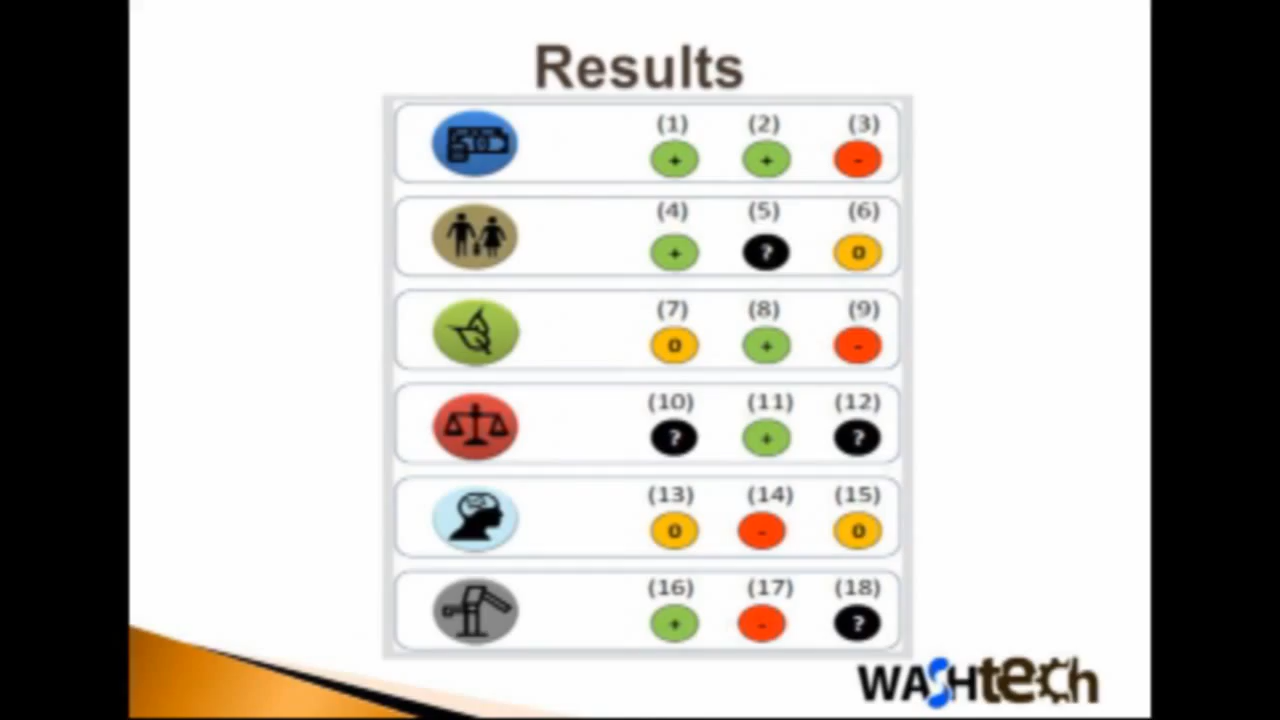 Results
(1) (2) (3)
+ + -
(4) (5) (6)
+ ? 0
(7) (8) (9)
0 + -
(10) (11) (12)
? + ?
(13) (14) (15)
0 - 0
(16) (17) (18)
+ - ?
WASHtech